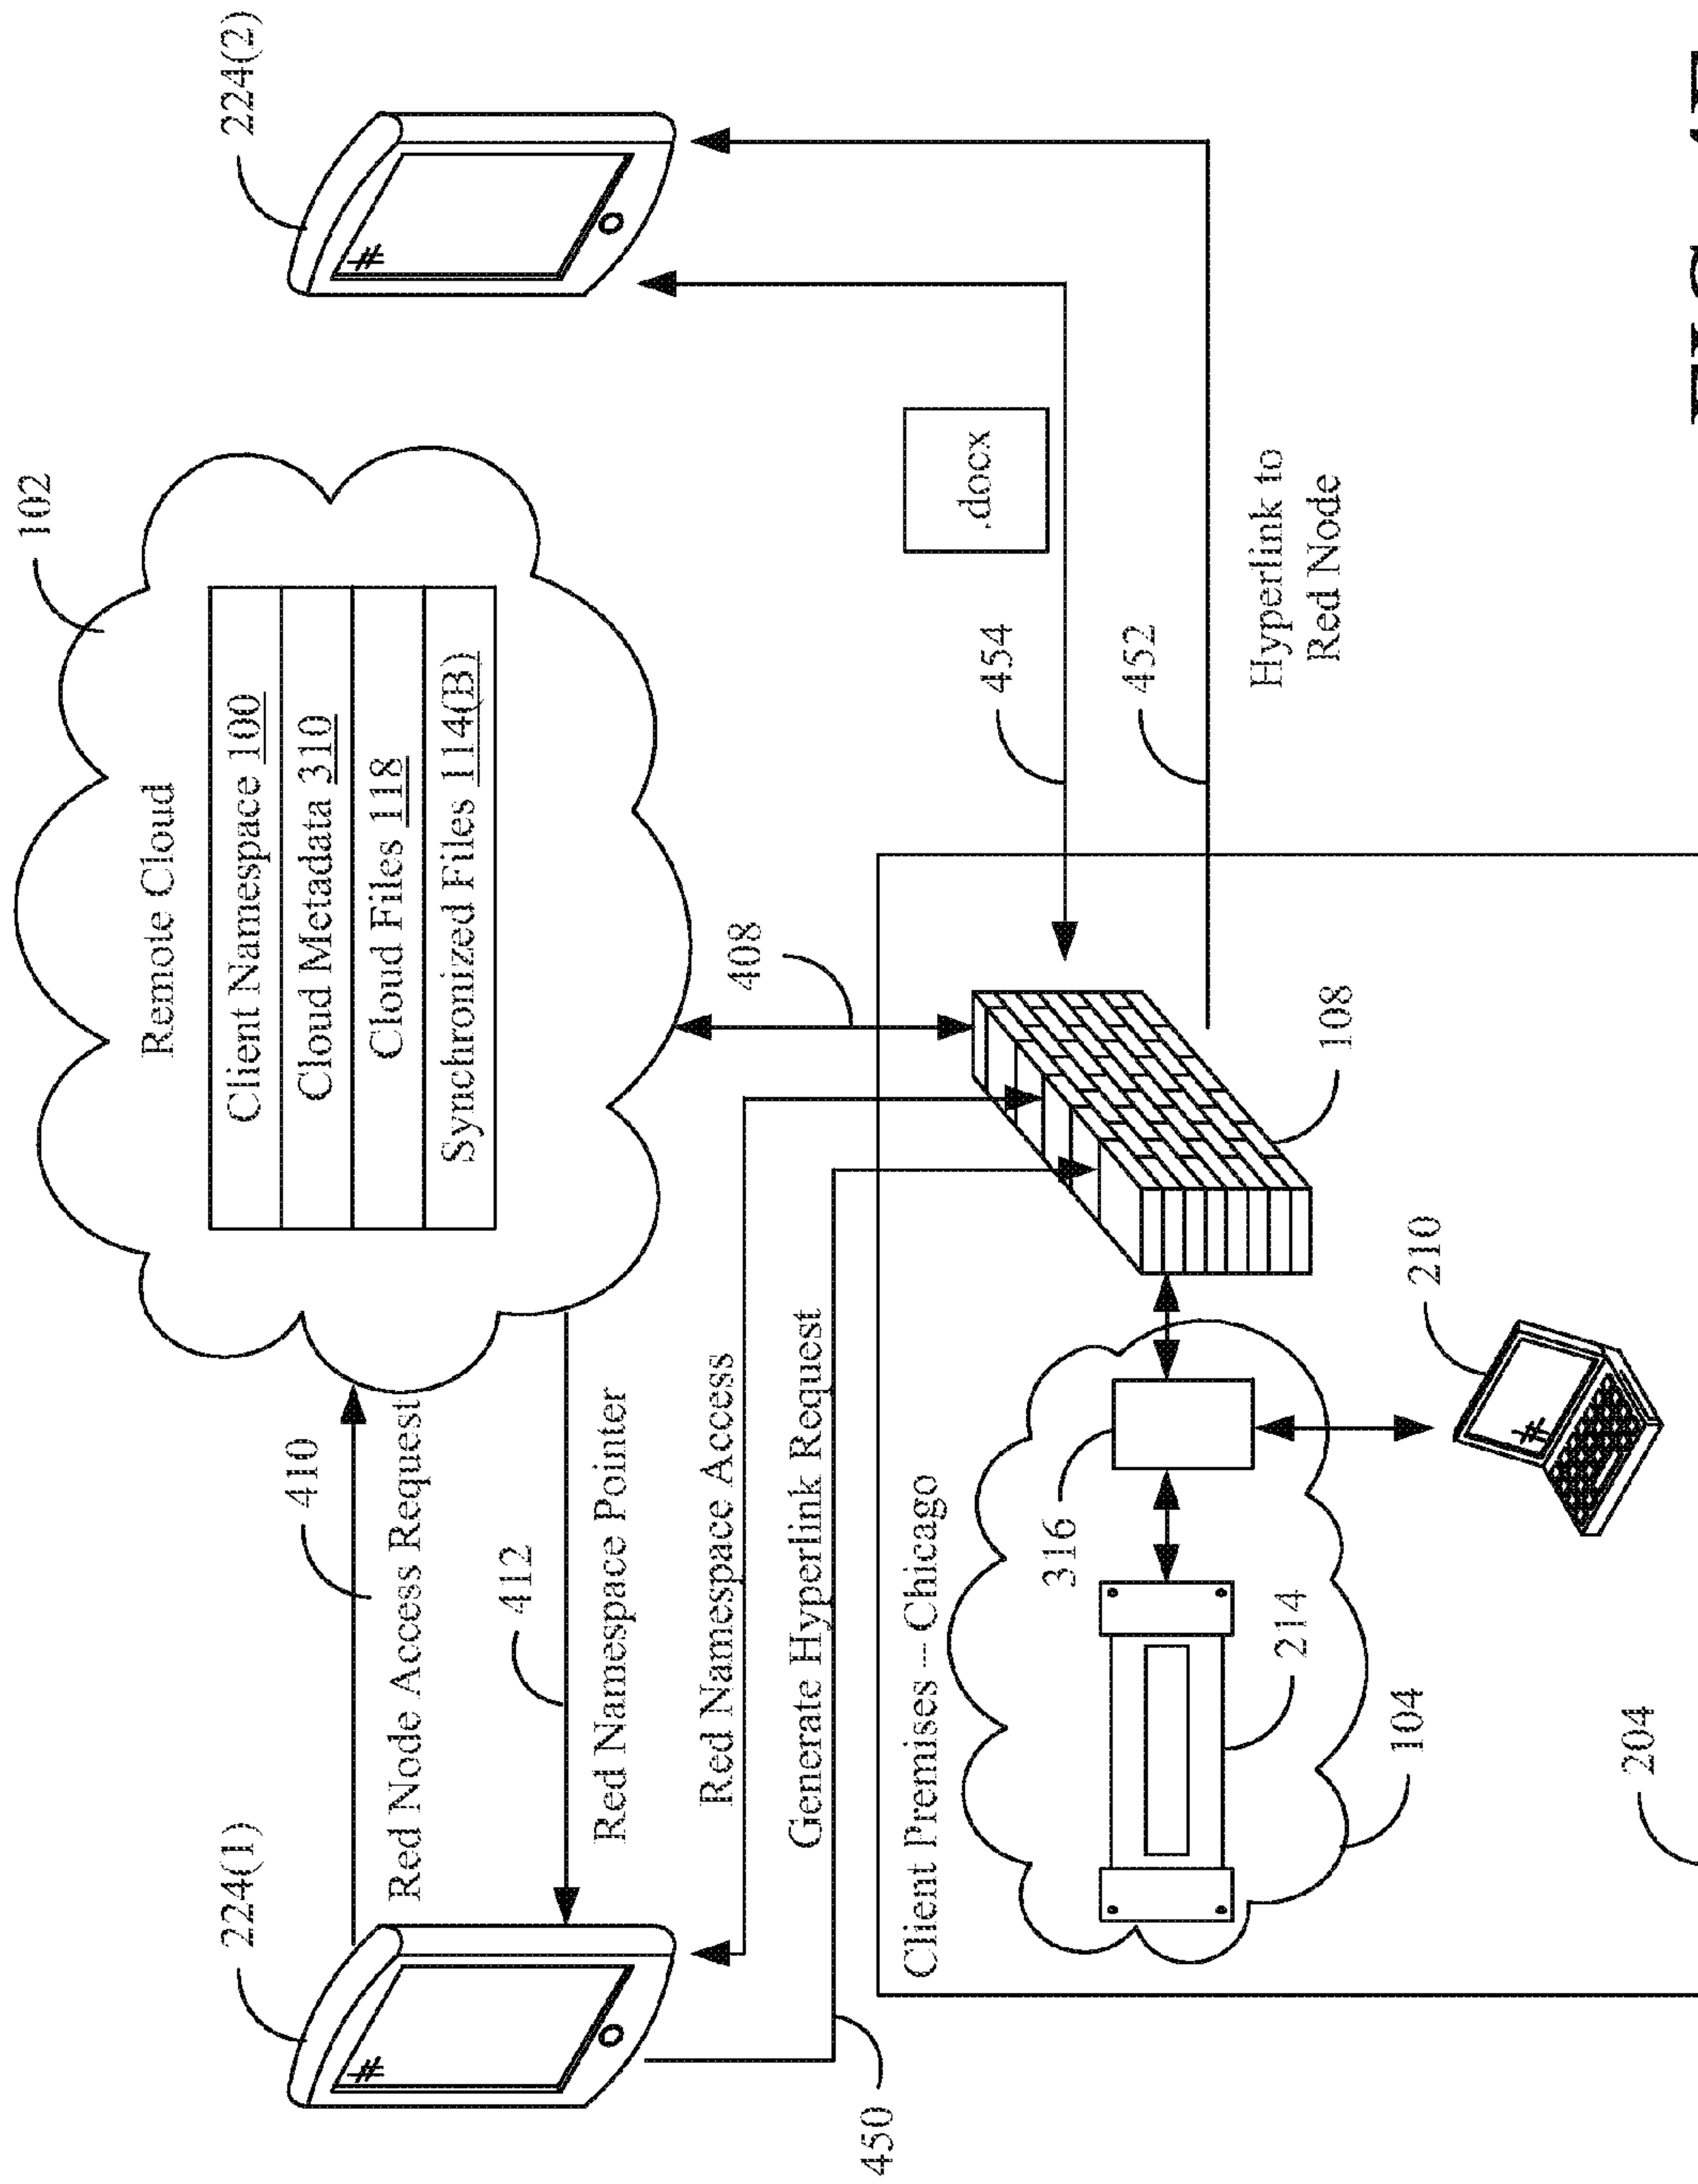 102
Remote Cloud
224(1)
224(2)
Client Namespace 100
Cloud Metadata 310
Cloud Files 118
Synchronized Files 114(B)
410
Red Node Access Request
412
Red Namespace Pointer
Red Namespace Access
408
Generate Hyperlink Request
450
Client Premises -- Chicago
.docx
454
316
452
Hyperlink to
Red Node
214
108
104
210
204